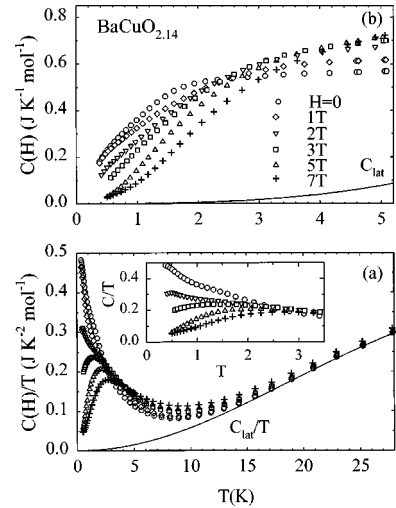 BaCuO2.14
(b)
0.8
0.6
0.4
0.2
0.0
C(H) (J K-1 mol-1)
H=0
1T
2T
3T
5T
7T
Clat
0 1 2 3 4 5
(a)
0.5
0.4
0.3
0.2
0.1
0.0
C(H)/T (J K-2 mol-1)
0.4
0.2
0.0
C/T
0 1 2 3
T
Clat/T
0 5 10 15 20 25
T(K)